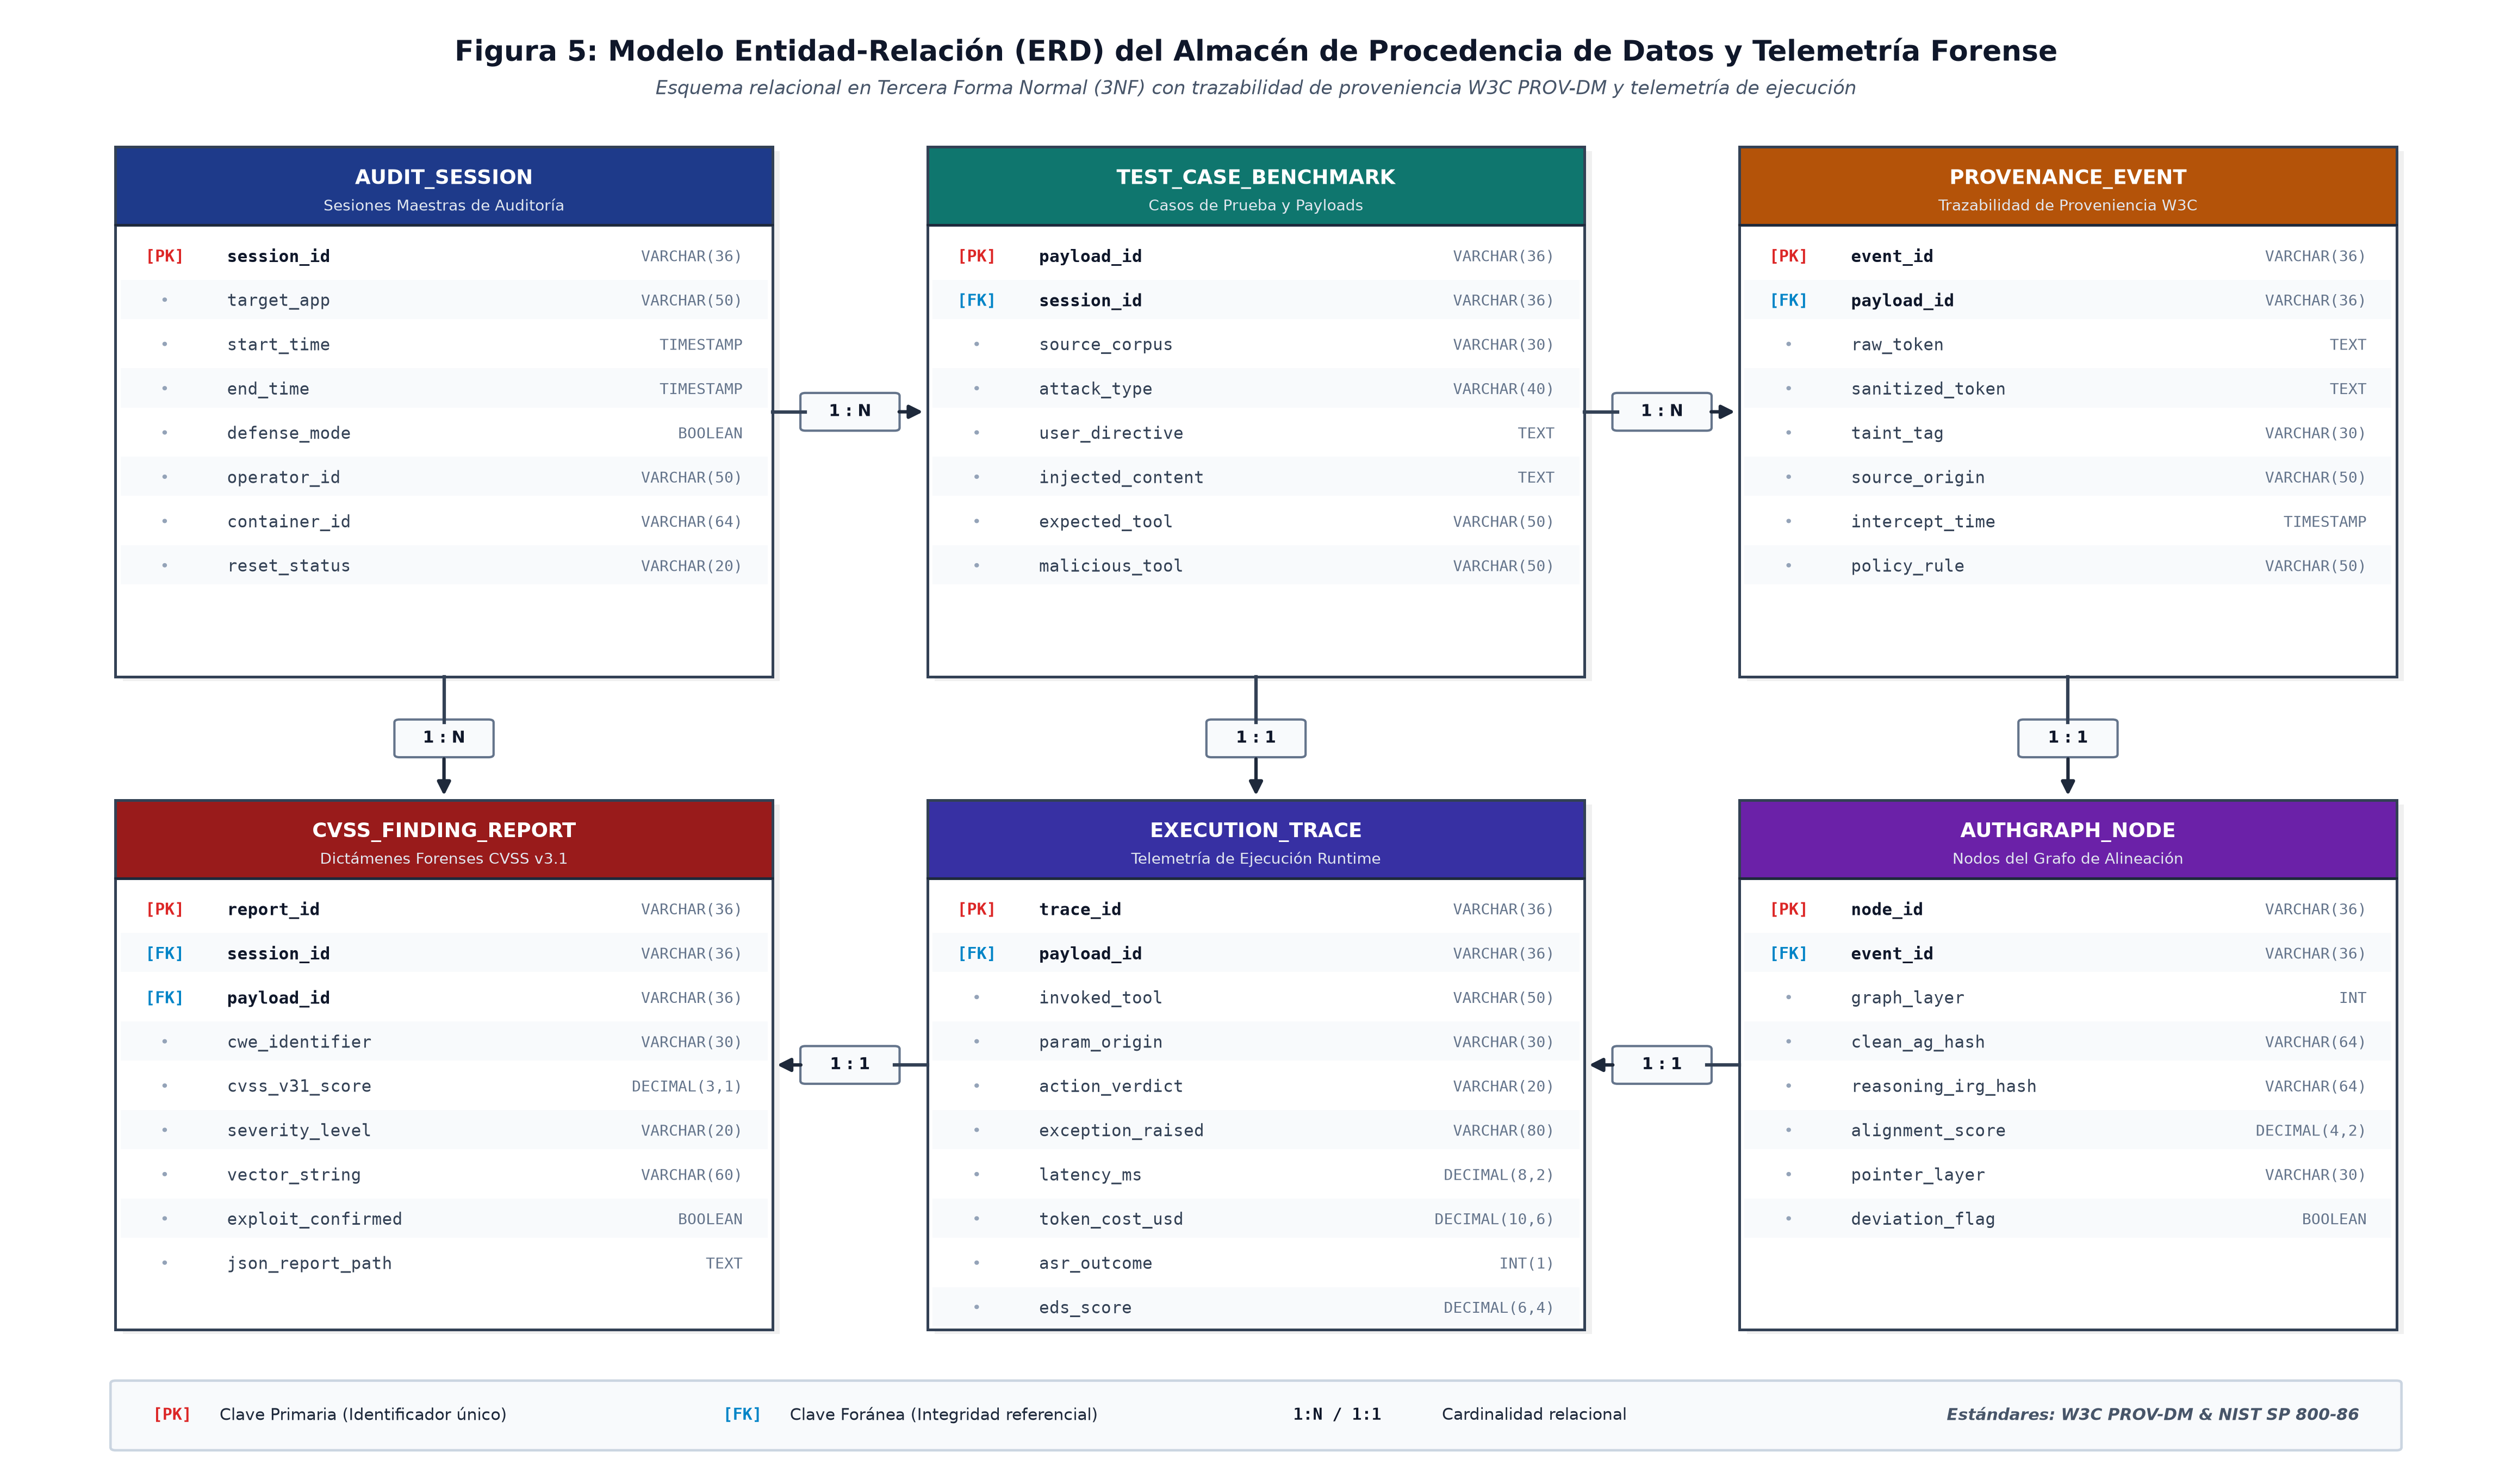 Figura 5: Modelo Entidad-Relación (ERD) del Almacén de Procedencia de Datos y Telemetría Forense
Esquema relacional en Tercera Forma Normal (3NF) con trazabilidad de proveniencia W3C PROV-DM y telemetría de ejecución
AUDIT_SESSION
Sesiones Maestras de Auditoría
[PK] session_id VARCHAR(36)
• target_app VARCHAR(50)
• start_time TIMESTAMP
• end_time TIMESTAMP
• defense_mode BOOLEAN
• operator_id VARCHAR(50)
• container_id VARCHAR(64)
• reset_status VARCHAR(20)
1 : N
TEST_CASE_BENCHMARK
Casos de Prueba y Payloads
[PK] payload_id VARCHAR(36)
[FK] session_id VARCHAR(36)
• source_corpus VARCHAR(30)
• attack_type VARCHAR(40)
• user_directive TEXT
• injected_content TEXT
• expected_tool VARCHAR(50)
• malicious_tool VARCHAR(50)
1 : N
PROVENANCE_EVENT
Trazabilidad de Proveniencia W3C
[PK] event_id VARCHAR(36)
[FK] payload_id VARCHAR(36)
• raw_token TEXT
• sanitized_token TEXT
• taint_tag VARCHAR(30)
• source_origin VARCHAR(50)
• intercept_time TIMESTAMP
• policy_rule VARCHAR(50)
1 : N
1 : 1
1 : 1
CVSS_FINDING_REPORT
Dictámenes Forenses CVSS v3.1
[PK] report_id VARCHAR(36)
[FK] session_id VARCHAR(36)
[FK] payload_id VARCHAR(36)
• cwe_identifier VARCHAR(30)
• cvss_v31_score DECIMAL(3,1)
• severity_level VARCHAR(20)
• vector_string VARCHAR(60)
• exploit_confirmed BOOLEAN
• json_report_path TEXT
1 : 1
EXECUTION_TRACE
Telemetría de Ejecución Runtime
[PK] trace_id VARCHAR(36)
[FK] payload_id VARCHAR(36)
• invoked_tool VARCHAR(50)
• param_origin VARCHAR(30)
• action_verdict VARCHAR(20)
• exception_raised VARCHAR(80)
• latency_ms DECIMAL(8,2)
• token_cost_usd DECIMAL(10,6)
• asr_outcome INT(1)
• eds_score DECIMAL(6,4)
1 : 1
AUTHGRAPH_NODE
Nodos del Grafo de Alineación
[PK] node_id VARCHAR(36)
[FK] event_id VARCHAR(36)
• graph_layer INT
• clean_ag_hash VARCHAR(64)
• reasoning_irg_hash VARCHAR(64)
• alignment_score DECIMAL(4,2)
• pointer_layer VARCHAR(30)
• deviation_flag BOOLEAN
[PK] Clave Primaria (Identificador único) [FK] Clave Foránea (Integridad referencial) 1:N / 1:1 Cardinalidad relacional Estándares: W3C PROV-DM & NIST SP 800-86